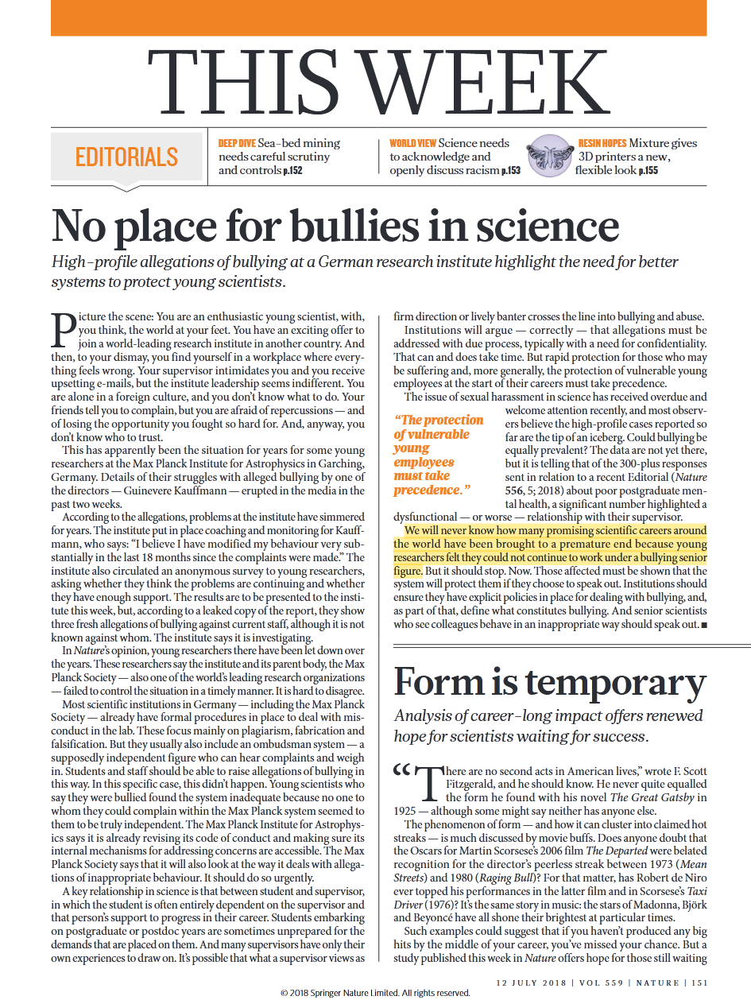 THIS WEEK
EDITORIALS
DEEP DIVE Sea-bed mining
needs careful scrutiny
and controls p.152
WORLD VIEW Science needs
to acknowledge and
openly discuss racism p.153
RESIN HOPES Mixture gives
3D printers a new,
flexible look p.155
No place for bullies in science
High-profile allegations of bullying at a German research institute highlight the need for better
systems to protect young scientists.
Picture the scene: You are an enthusiastic young scientist, with,
you think, the world at your feet. You have an exciting offer to
join a world-leading research institute in another country. And
then, to your dismay, you find yourself in a workplace where every-
thing feels wrong. Your supervisor intimidates you and you receive
upsetting e-mails, but the institute leadership seems indifferent. You
are alone in a foreign culture, and you don’t know what to do. Your
friends tell you to complain, but you are afraid of repercussions — and
of losing the opportunity you fought so hard for. And, anyway, you
don’t know who to trust.
This has apparently been the situation for years for some young
researchers at the Max Planck Institute for Astrophysics in Garching,
Germany. Details of their struggles with alleged bullying by one of
the directors — Guinevere Kauffmann — erupted in the media in the
past two weeks.
According to the allegations, problems at the institute have simmered
for years. The institute put in place coaching and monitoring for Kauff-
mann, who says: “I believe I have modified my behaviour very sub-
stantially in the last 18 months since the complaints were made.” The
institute also circulated an anonymous survey to young researchers,
asking whether they think the problems are continuing and whether
they have enough support. The results are to be presented to the insti-
tute this week, but, according to a leaked copy of the report, they show
three fresh allegations of bullying against current staff, although it is not
known against whom. The institute says it is investigating.
In Nature’s opinion, young researchers there have been let down over
the years. These researchers say the institute and its parent body, the Max
Planck Society — also one of the world’s leading research organizations
— failed to control the situation in a timely manner. It is hard to disagree.
Most scientific institutions in Germany — including the Max Planck
Society — already have formal procedures in place to deal with mis-
conduct in the lab. These focus mainly on plagiarism, fabrication and
falsification. But they usually also include an ombudsman system — a
supposedly independent figure who can hear complaints and weigh
in. Students and staff should be able to raise allegations of bullying in
this way. In this specific case, this didn’t happen. Young scientists who
say they were bullied found the system inadequate because no one to
whom they could complain within the Max Planck system seemed to
them to be truly independent. The Max Planck Institute for Astrophys-
ics says it is already revising its code of conduct and making sure its
internal mechanisms for addressing concerns are accessible. The Max
Planck Society says that it will also look at the way it deals with allega-
tions of inappropriate behaviour. It should do so urgently.
A key relationship in science is that between student and supervisor,
in which the student is often entirely dependent on the supervisor and
that person’s support to progress in their career. Students embarking
on postgraduate or postdoc years are sometimes unprepared for the
demands that are placed on them. And many supervisors have only their
own experiences to draw on. It’s possible that what a supervisor views as
firm direction or lively banter crosses the line into bullying and abuse.
Institutions will argue — correctly — that allegations must be
addressed with due process, typically with a need for confidentiality.
That can and does take time. But rapid protection for those who may
be suffering and, more generally, the protection of vulnerable young
employees at the start of their careers must take precedence.
The issue of sexual harassment in science has received overdue and
welcome attention recently, and most observ-
ers believe the high-profile cases reported so
far are the tip of an iceberg. Could bullying be
equally prevalent? The data are not yet there,
but it is telling that of the 300-plus responses
sent in relation to a recent Editorial (Nature
556, 5; 2018) about poor postgraduate men-
tal health, a significant number highlighted a
dysfunctional — or worse — relationship with their supervisor.
“The protection
of vulnerable
young
employees
must take
precedence.”
We will never know how many promising scientific careers around
the world have been brought to a premature end because young
researchers felt they could not continue to work under a bullying senior
figure. But it should stop. Now. Those affected must be shown that the
system will protect them if they choose to speak out. Institutions should
ensure they have explicit policies in place for dealing with bullying, and,
as part of that, define what constitutes bullying. And senior scientists
who see colleagues behave in an inappropriate way should speak out. ■
Form is temporary
Analysis of career-long impact offers renewed
hope for scientists waiting for success.
“There are no second acts in American lives,” wrote F. Scott
Fitzgerald, and he should know. He never quite equalled
the form he found with his novel The Great Gatsby in
1925 — although some might say neither has anyone else.
The phenomenon of form — and how it can cluster into claimed hot
streaks — is much discussed by movie buffs. Does anyone doubt that
the Oscars for Martin Scorsese’s 2006 film The Departed were belated
recognition for the director’s peerless streak between 1973 (Mean
Streets) and 1980 (Raging Bull)? For that matter, has Robert de Niro
ever topped his performances in the latter film and in Scorsese’s Taxi
Driver (1976)? It’s the same story in music: the stars of Madonna, Björk
and Beyoncé have all shone their brightest at particular times.
Such examples could suggest that if you haven’t produced any big
hits by the middle of your career, you’ve missed your chance. But a
study published this week in Nature offers hope for those still waiting
12 JULY 2018 | VOL 559 | NATURE | 151
© 2018 Springer Nature Limited. All rights reserved.